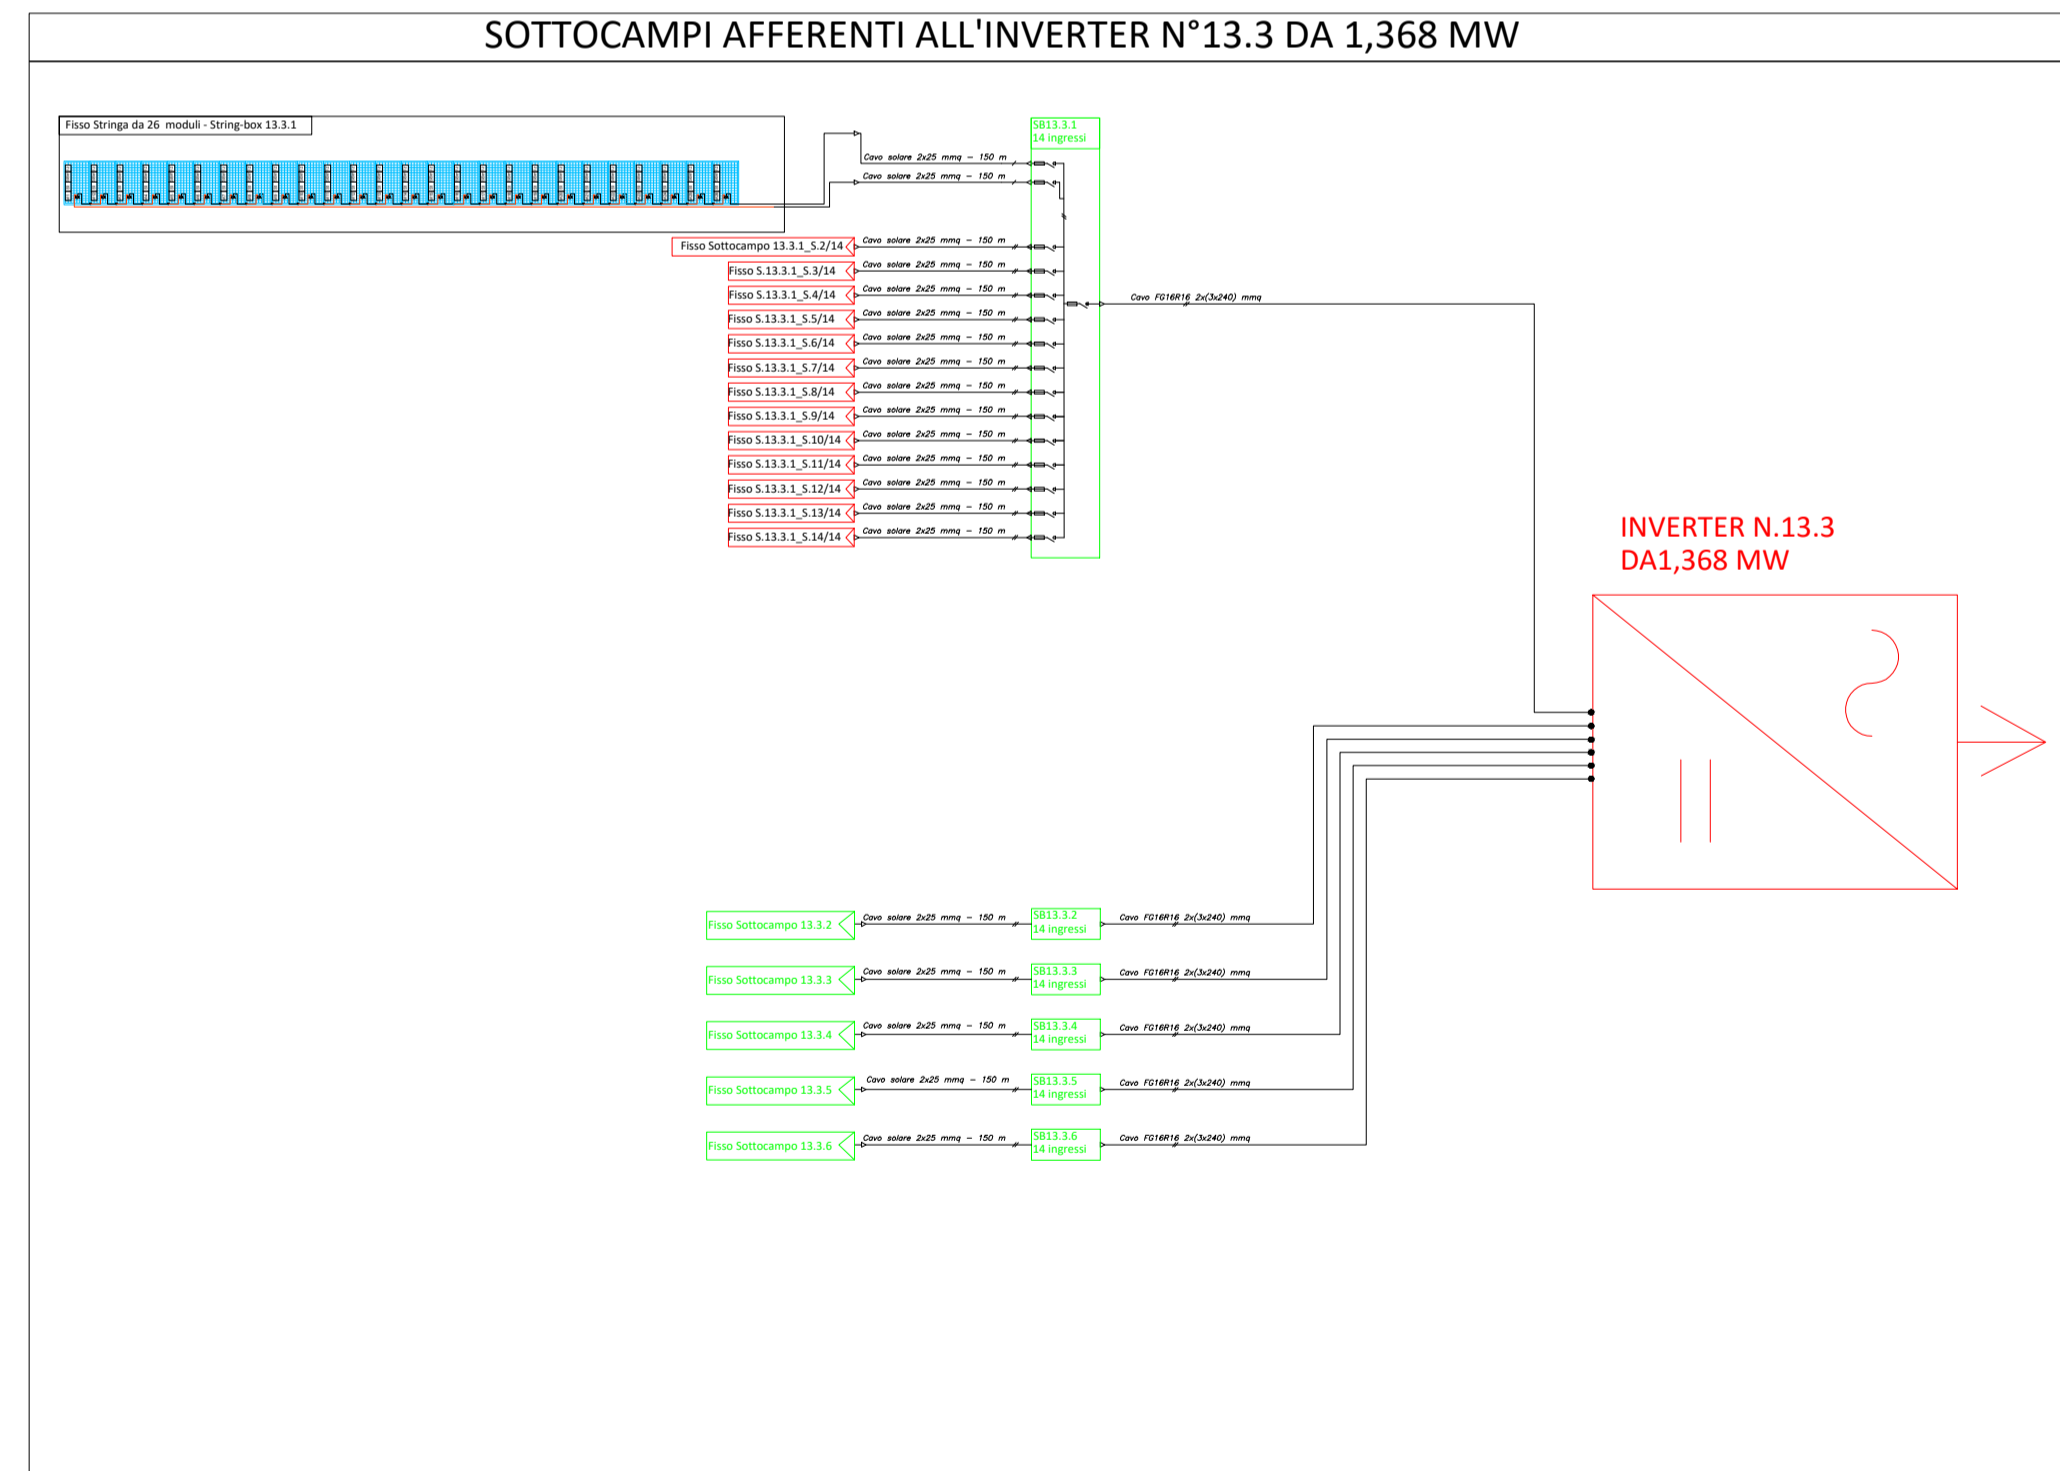 SOTTOCAMPI AFFERENTI ALL'INVERTER N°13.3 DA 1,368 MW
Fisso Stringa da 26 moduli - String-box 13.3.1
SB13.3.1
14 ingressi
Cavo solare 2x25 mmq - 150 m
Cavo solare 2x25 mmq - 150 m
Fisso Sottocampo 13.3.1_S.2/14
Cavo solare 2x25 mmq - 150 m
Fisso S.13.3.1_S.3/14
Cavo solare 2x25 mmq - 150 m
Fisso S.13.3.1_S.4/14
Cavo solare 2x25 mmq - 150 m
Cavo FG16R16 2x(3x240) mmq
Fisso S.13.3.1_S.5/14
Cavo solare 2x25 mmq - 150 m
Fisso S.13.3.1_S.6/14
Cavo solare 2x25 mmq - 150 m
Fisso S.13.3.1_S.7/14
Cavo solare 2x25 mmq - 150 m
Fisso S.13.3.1_S.8/14
Cavo solare 2x25 mmq - 150 m
Fisso S.13.3.1_S.9/14
Cavo solare 2x25 mmq - 150 m
Fisso S.13.3.1_S.10/14
Cavo solare 2x25 mmq - 150 m
Fisso S.13.3.1_S.11/14
Cavo solare 2x25 mmq - 150 m
Fisso S.13.3.1_S.12/14
Cavo solare 2x25 mmq - 150 m
Fisso S.13.3.1_S.13/14
Cavo solare 2x25 mmq - 150 m
Fisso S.13.3.1_S.14/14
Cavo solare 2x25 mmq - 150 m
INVERTER N.13.3
DA1,368 MW
Fisso Sottocampo 13.3.2
Cavo solare 2x25 mmq - 150 m
SB13.3.2
14 ingressi
Cavo FG16R16 2x(3x240) mmq
Fisso Sottocampo 13.3.3
Cavo solare 2x25 mmq - 150 m
SB13.3.3
14 ingressi
Cavo FG16R16 2x(3x240) mmq
Fisso Sottocampo 13.3.4
Cavo solare 2x25 mmq - 150 m
SB13.3.4
14 ingressi
Cavo FG16R16 2x(3x240) mmq
Fisso Sottocampo 13.3.5
Cavo solare 2x25 mmq - 150 m
SB13.3.5
14 ingressi
Cavo FG16R16 2x(3x240) mmq
Fisso Sottocampo 13.3.6
Cavo solare 2x25 mmq - 150 m
SB13.3.6
14 ingressi
Cavo FG16R16 2x(3x240) mmq